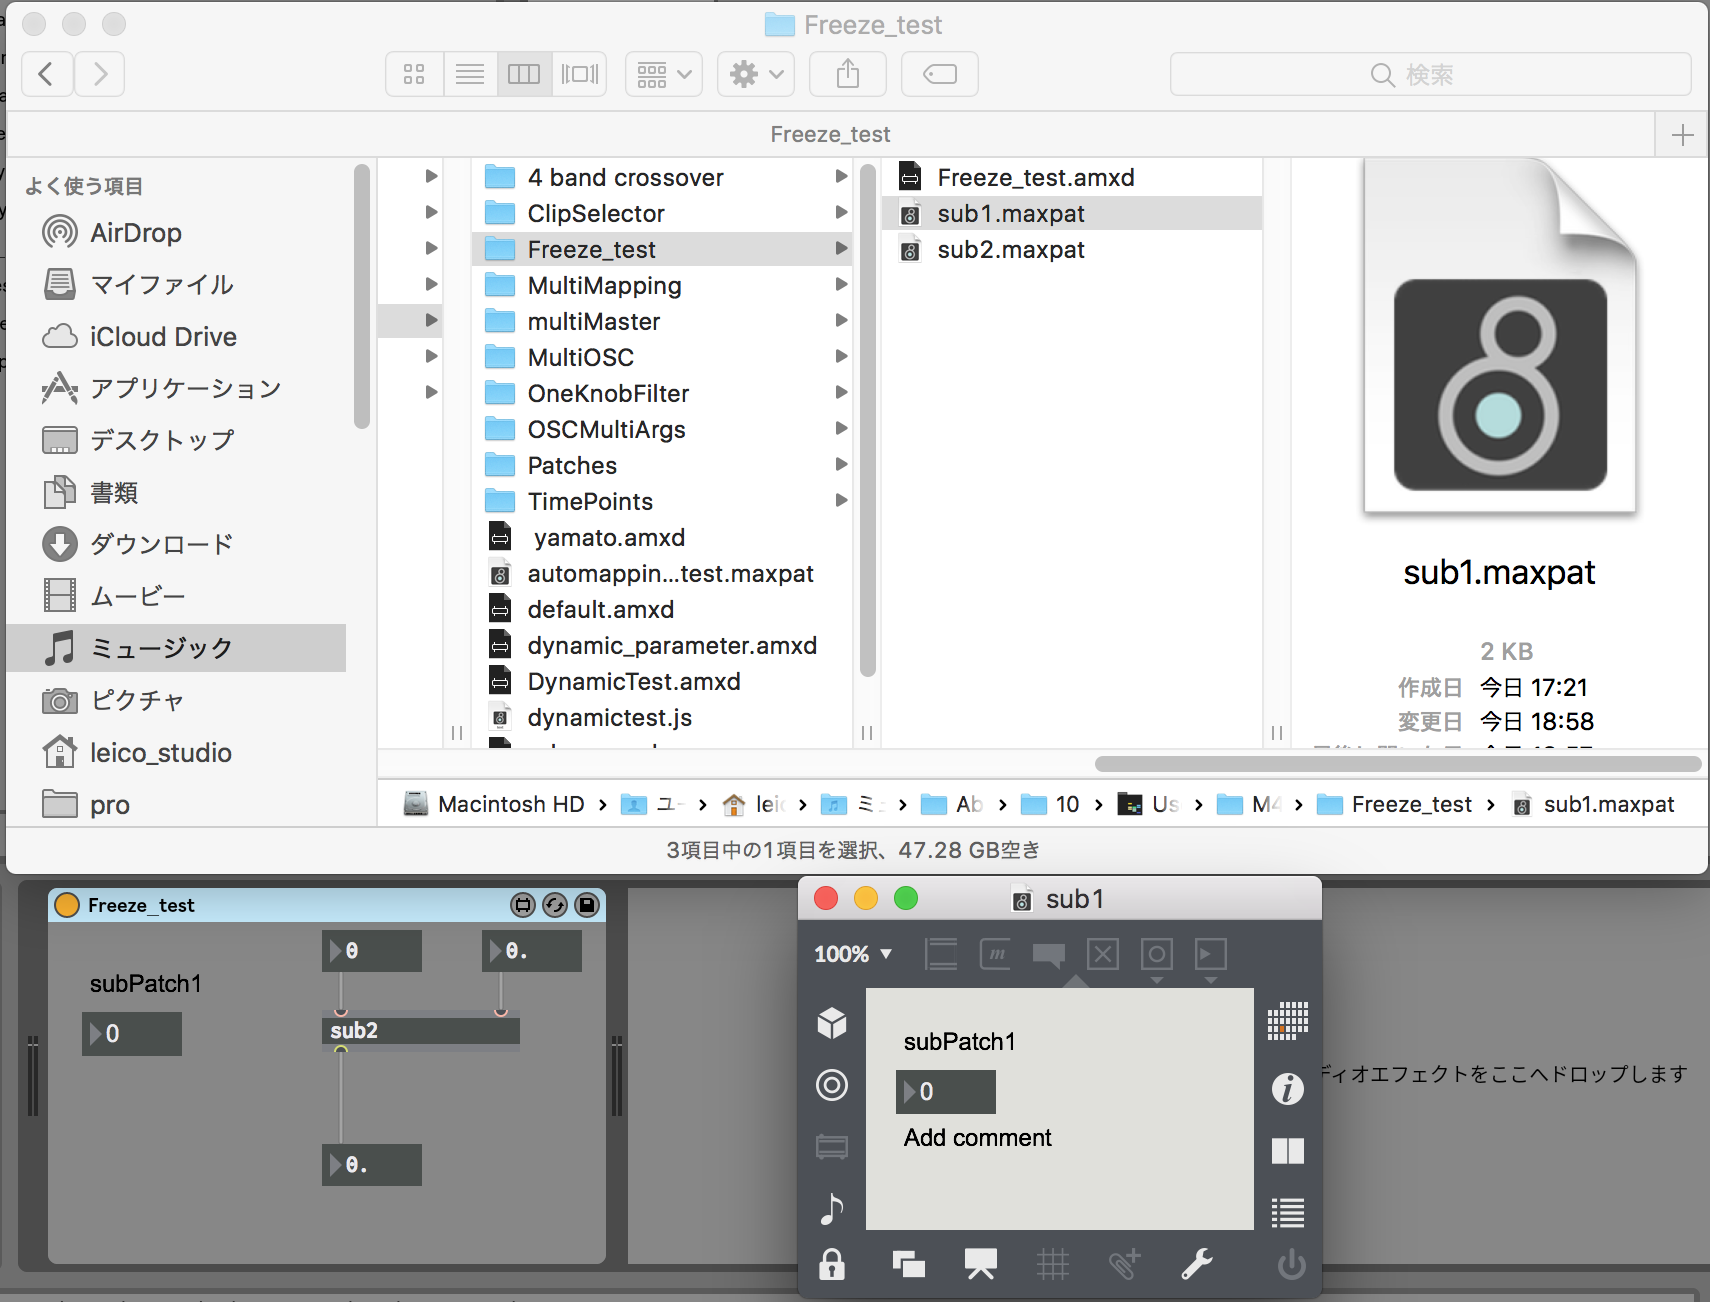 Freeze_test
検索
Freeze_test
よく使う項目
AirDrop
マイファイル
iCloud Drive
アプリケーション
デスクトップ
書類
ダウンロード
ムービー
ミュージック
ピクチャ
leico_studio
pro
4 band crossover
ClipSelector
Freeze_test
MultiMapping
multiMaster
MultiOSC
OneKnobFilter
OSCMultiArgs
Patches
TimePoints
yamato.amxd
automappin...test.maxpat
default.amxd
dynamic_parameter.amxd
DynamicTest.amxd
dynamictest.js
Freeze_test.amxd
sub1.maxpat
sub2.maxpat
sub1.maxpat
2 KB
作成日 今日 17:21
変更日 今日 18:58
Macintosh HD › ユー › lei › ミ › Ab › 10 › Us › M4 › Freeze_test › sub1.maxpat
3項目中の1項目を選択、47.28 GB空き
Freeze_test
subPatch1
0
0
0.
sub2
0.
sub1
100%
m
subPatch1
0
Add comment
i
ディオエフェクトをここへドロップします